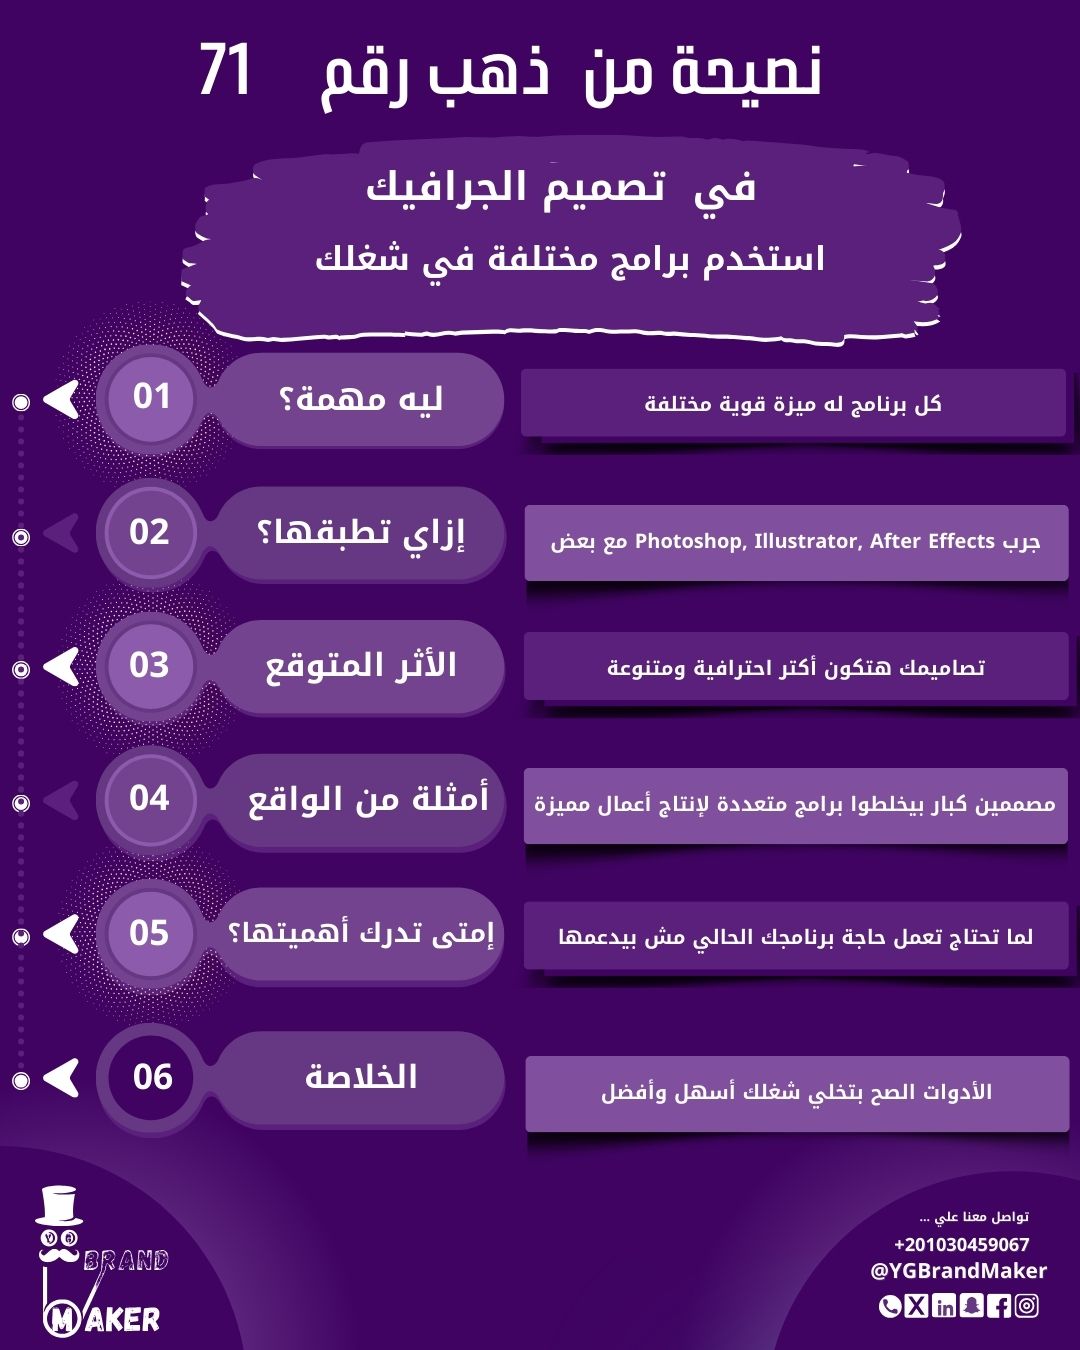 نصيحة من ذهب رقم 71
في تصميم الجرافيك
استخدم برامج مختلفة في شغلك
01
ليه مهمة؟
كل برنامج له ميزة قوية مختلفة
02
إزاي تطبقها؟
جرب Photoshop, Illustrator, After Effects مع بعض
03
الأثر المتوقع
تصاميمك هتكون أكتر احترافية ومتنوعة
04
أمثلة من الواقع
مصممين كبار بيخلطوا برامج متعددة لإنتاج أعمال مميزة
05
إمتى تدرك أهميتها؟
لما تحتاج تعمل حاجة برنامجك الحالي مش بيدعمها
06
الخلاصة
الأدوات الصح بتخلي شغلك أسهل وأفضل
تواصل معنا علي ...
+201030459067
@YGBrandMaker
YG
BRAND
MAKER